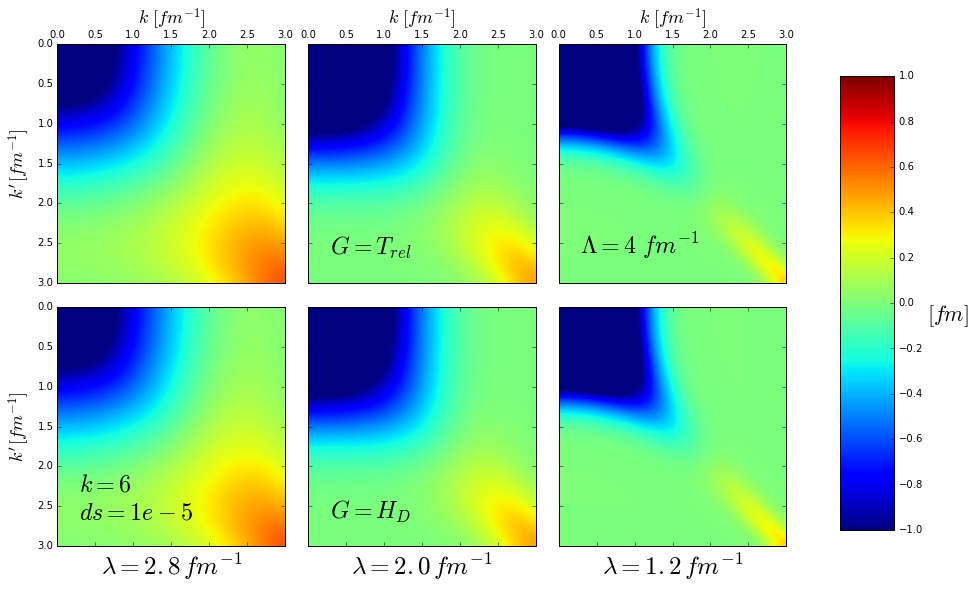 k [fm⁻¹] k [fm⁻¹] k [fm⁻¹]
0.0 0.5 1.0 1.5 2.0 2.5 3.0 0.0 0.5 1.0 1.5 2.0 2.5 3.0 0.0 0.5 1.0 1.5 2.0 2.5 3.0
k′ [fm⁻¹]
0.0
0.5
1.0
1.5
2.0
2.5
3.0
G = T_{rel}
Λ = 4 fm⁻¹
k′ [fm⁻¹]
0.0
0.5
1.0
1.5
2.0
2.5
3.0
k = 6
ds = 1e − 5
G = H_D
λ = 2.8 fm⁻¹ λ = 2.0 fm⁻¹ λ = 1.2 fm⁻¹
1.0
0.8
0.6
0.4
0.2
0.0
−0.2
−0.4
−0.6
−0.8
−1.0
[fm]